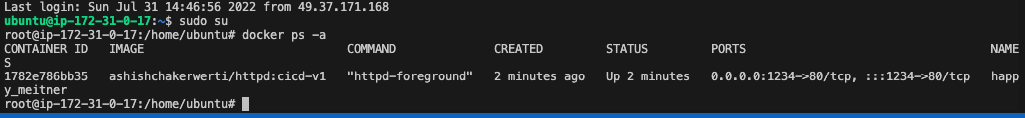 Last login: Sun Jul 31 14:46:56 2022 from 49.37.171.168
ubuntu@ip-172-31-0-17:~$ sudo su
root@ip-172-31-0-17:/home/ubuntu# docker ps -a
CONTAINER ID   IMAGE                            COMMAND              CREATED         STATUS         PORTS                                   NAME
S
1782e786bb35   ashishchakerwerti/httpd:cicd-v1   "httpd-foreground"   2 minutes ago   Up 2 minutes   0.0.0.0:1234->80/tcp, :::1234->80/tcp   happ
y_meitner
root@ip-172-31-0-17:/home/ubuntu#